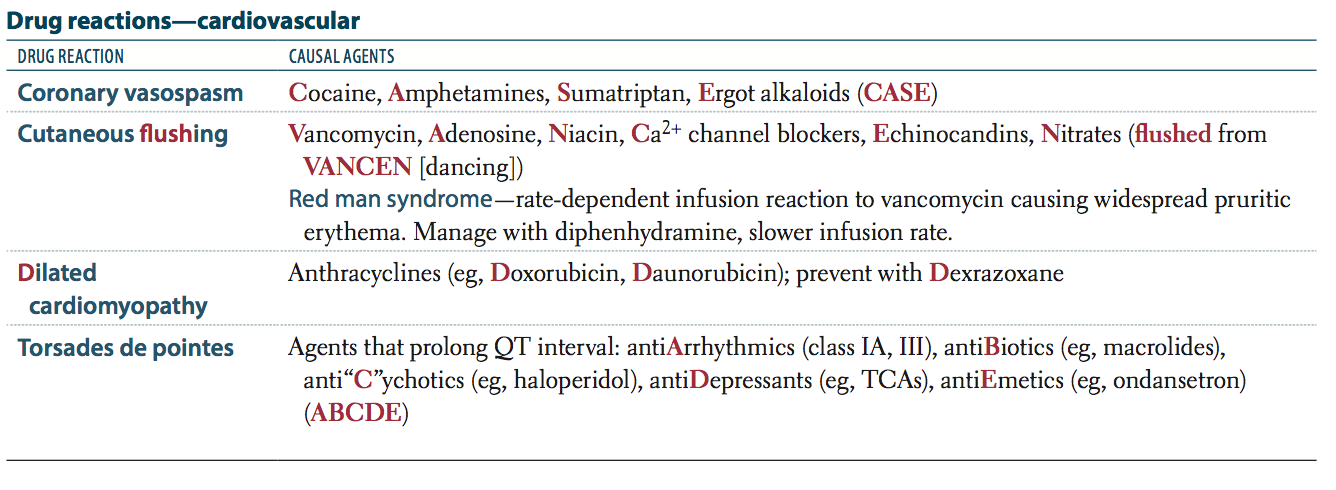 Drug reactions—cardiovascular
DRUG REACTION CAUSAL AGENTS
Coronary vasospasm Cocaine, Amphetamines, Sumatriptan, Ergot alkaloids (CASE)
Cutaneous flushing Vancomycin, Adenosine, Niacin, Ca2+ channel blockers, Echinocandins, Nitrates (flushed from
VANCEN [dancing])
Red man syndrome—rate-dependent infusion reaction to vancomycin causing widespread pruritic
erythema. Manage with diphenhydramine, slower infusion rate.
Dilated Anthracyclines (eg, Doxorubicin, Daunorubicin); prevent with Dexrazoxane
cardiomyopathy
Torsades de pointes Agents that prolong QT interval: antiArrhythmics (class IA, III), antiBiotics (eg, macrolides),
anti“C”ychotics (eg, haloperidol), antiDepressants (eg, TCAs), antiEmetics (eg, ondansetron)
(ABCDE)